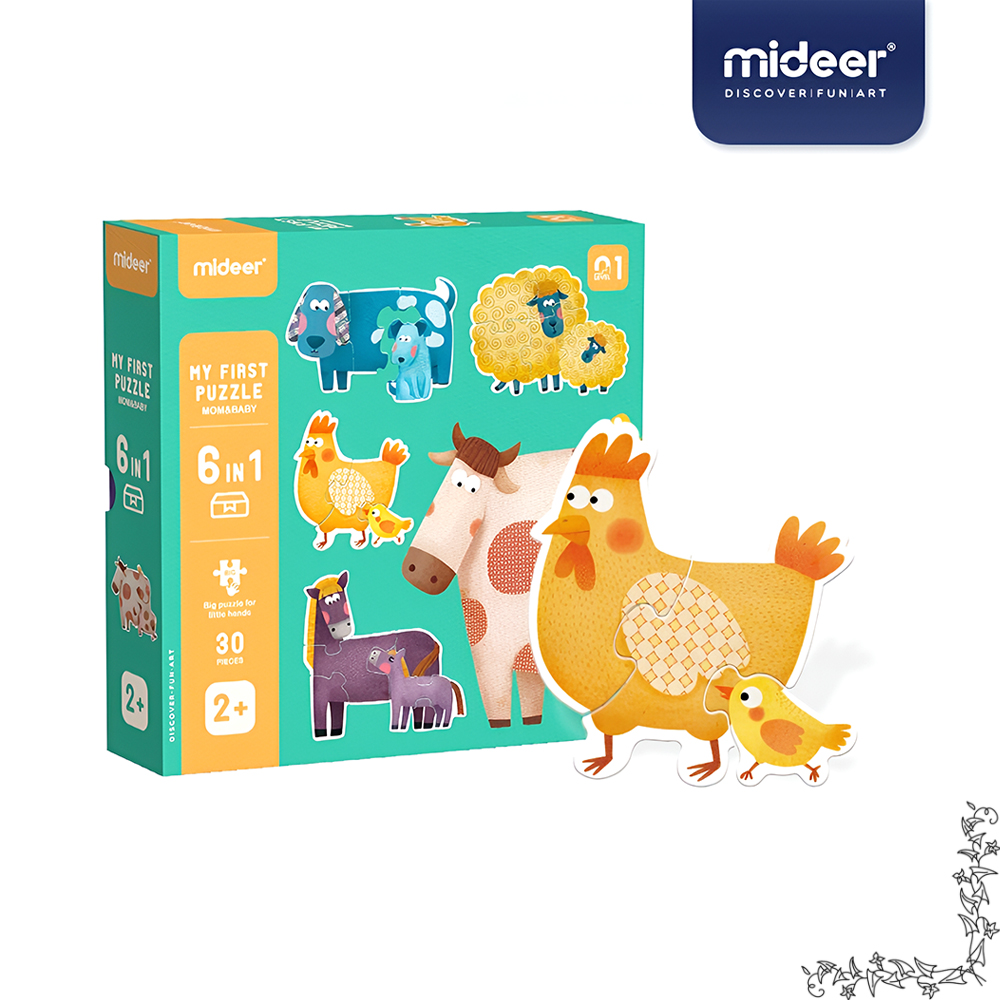 mideer®
DISCOVER|FUN|ART
mideer
MY FIRST
PUZZLE
MOM&BABY
6 IN 1
2+
DISCOVER·FUN·ART
mideer®
MY FIRST
PUZZLE
MOM&BABY
6 IN 1
BIG
Big puzzle for
little hands
30
PIECES
2+
01
LEVEL